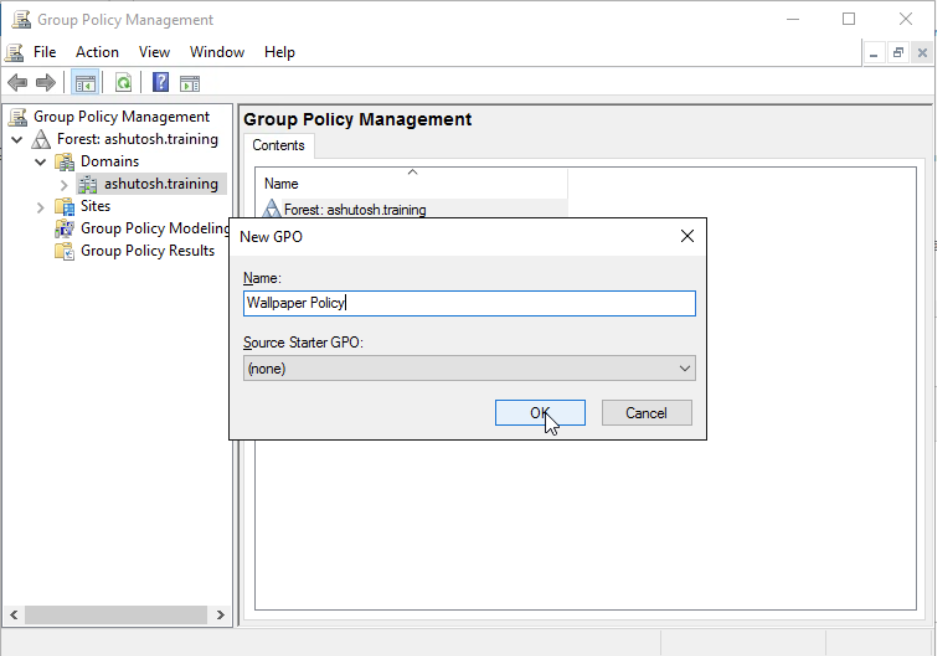 Group Policy Management
File Action View Window Help
Group Policy Management
Forest: ashutosh.training
Domains
ashutosh.training
Sites
Group Policy Modeling
Group Policy Results
Group Policy Management
Contents
Name
Forest: ashutosh.training
New GPO
Name:
Wallpaper Policy
Source Starter GPO:
(none)
OK Cancel